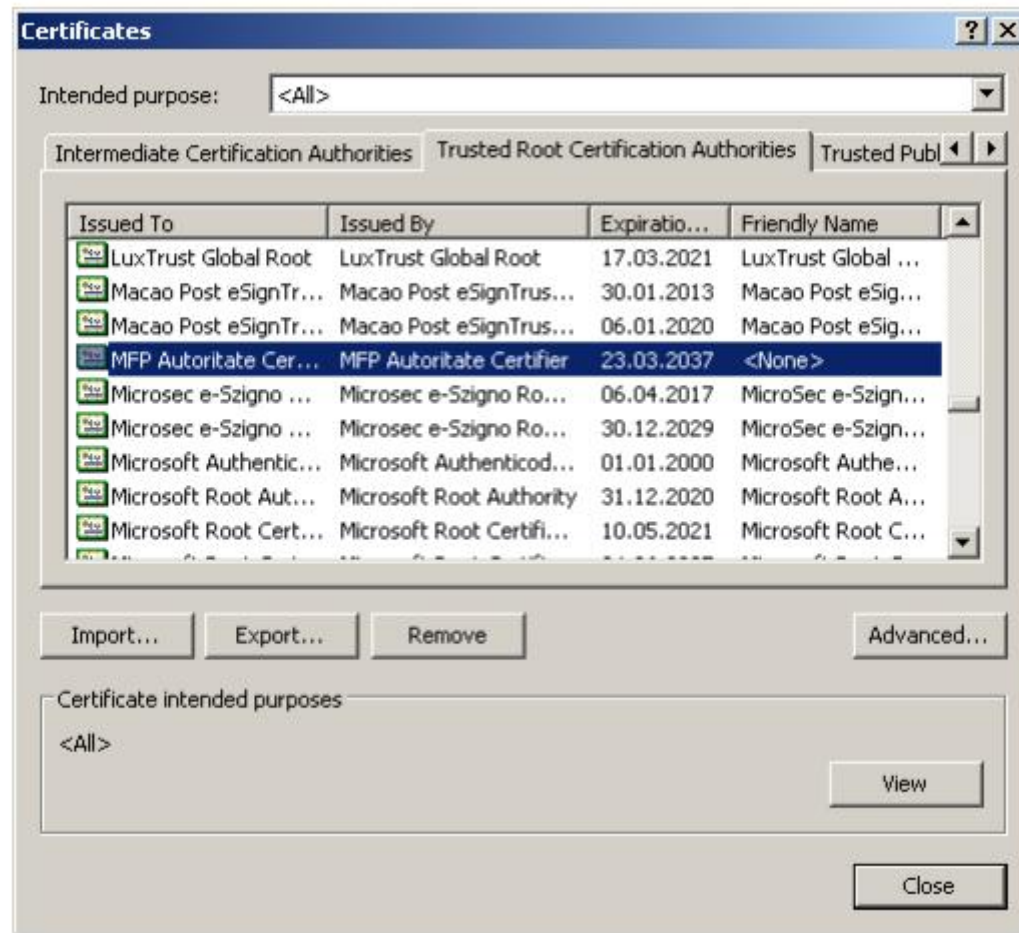 Certificates
Intended purpose: <All>
Intermediate Certification Authorities Trusted Root Certification Authorities Trusted Publ
Issued To Issued By Expiratio... Friendly Name
LuxTrust Global Root LuxTrust Global Root 17.03.2021 LuxTrust Global ...
Macao Post eSignTr... Macao Post eSignTrus... 30.01.2013 Macao Post eSig...
Macao Post eSignTr... Macao Post eSignTrus... 06.01.2020 Macao Post eSig...
MFP Autoritate Cer... MFP Autoritate Certifier 23.03.2037 <None>
Microsec e-Szigno ... Microsec e-Szigno Ro... 06.04.2017 MicroSec e-Szign...
Microsec e-Szigno ... Microsec e-Szigno Ro... 30.12.2029 MicroSec e-Szign...
Microsoft Authentic... Microsoft Authenticod... 01.01.2000 Microsoft Authe...
Microsoft Root Aut... Microsoft Root Authority 31.12.2020 Microsoft Root A...
Microsoft Root Cert... Microsoft Root Certifi... 10.05.2021 Microsoft Root C...
Import... Export... Remove Advanced...
Certificate intended purposes
<All>
View
Close